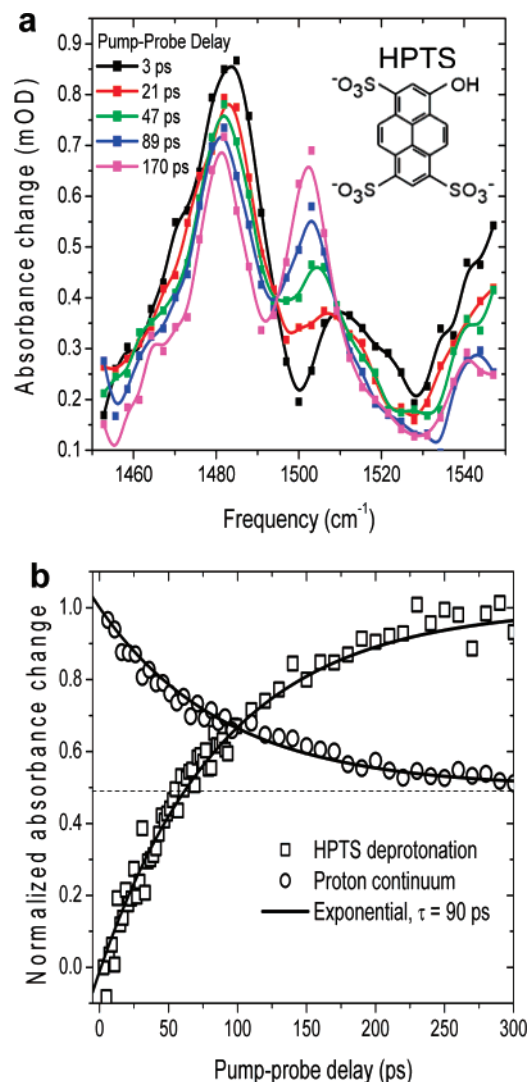 a
Pump-Probe Delay
3 ps
21 ps
47 ps
89 ps
170 ps
HPTS
⁻O₃S
OH
⁻O₃S
SO₃⁻
0.9
0.8
0.7
0.6
0.5
0.4
0.3
0.2
0.1
Absorbance change (mOD)
1460 1480 1500 1520 1540
Frequency (cm⁻¹)
b
1.0
0.8
0.6
0.4
0.2
0.0
Normalized absorbance change
HPTS deprotonation
Proton continuum
Exponential, τ = 90 ps
0 50 100 150 200 250 300
Pump-probe delay (ps)